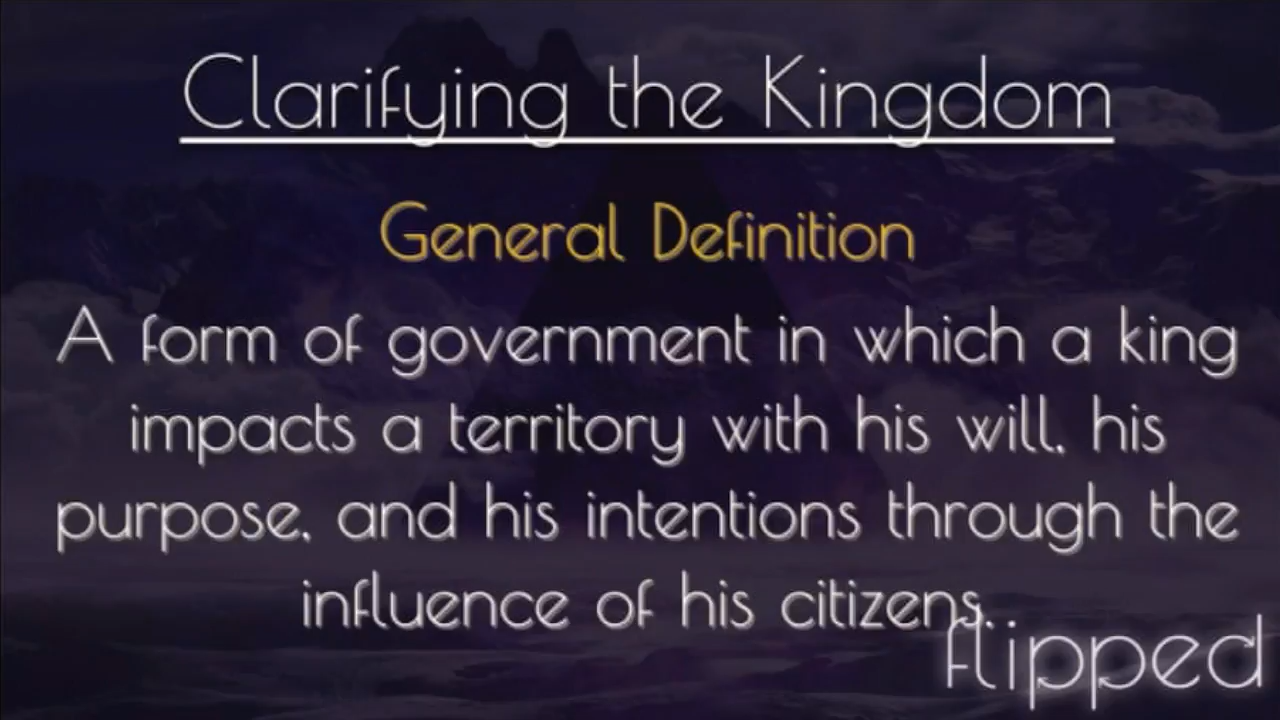 Clarifying the Kingdom
General Definition
A form of government in which a king
impacts a territory with his will, his
purpose, and his intentions through the
influence of his citizens.
flipped